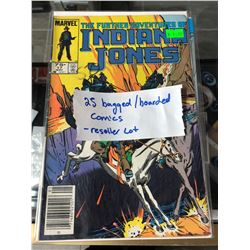 MARVEL
THE FURTHER ADVENTURES OF
INDIANA
JONES
25 bagged/boarded
Comics
- reseller Lot